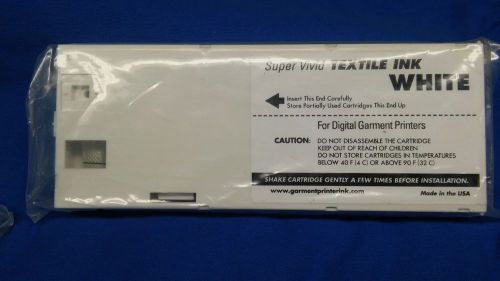 Super Vivid TEXTILE INK
WHITE
Insert This End Carefully
Store Partially Used Cartridges This End Up
For Digital Garment Printers
CAUTION: DO NOT DISASSEMBLE THE CARTRIDGE
KEEP OUT OF REACH OF CHILDREN
DO NOT STORE CARTRIDGES IN TEMPERATURES
BELOW 40 F (4 C) OR ABOVE 90 F (32 C)
SHAKE CARTRIDGE GENTLY A FEW TIMES BEFORE INSTALLATION.
www.garmentprinterink.com Made in the USA